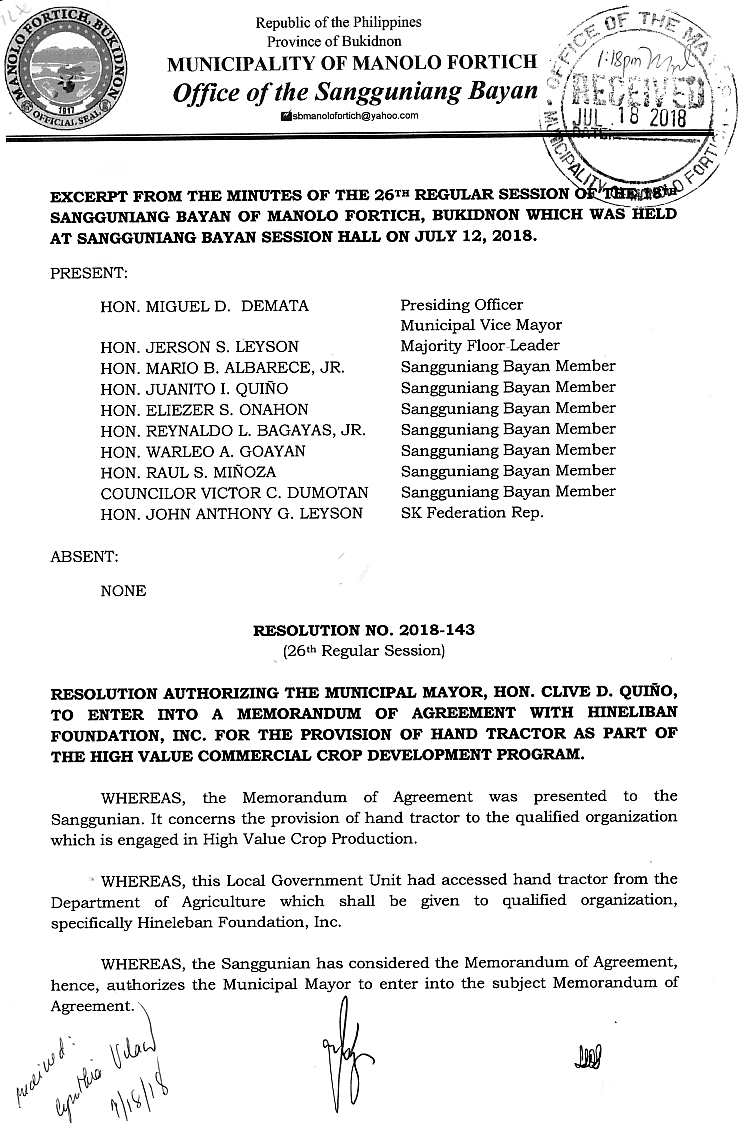 Republic of the Philippines
Province of Bukidnon
MUNICIPALITY OF MANOLO FORTICH
Office of the Sangguniang Bayan
sbmanolofortich@yahoo.com
MANOLO FORTICH, BUKIDNON
1917
OFFICIAL SEAL
OFFICE OF THE MA
1:18pm
RECEIVED
JUL 18 2018
DATE:
MUNICIPALITY OF MANOLO FORTICH
EXCERPT FROM THE MINUTES OF THE 26TH REGULAR SESSION OF THE 18th
SANGGUNIANG BAYAN OF MANOLO FORTICH, BUKIDNON WHICH WAS HELD
AT SANGGUNIANG BAYAN SESSION HALL ON JULY 12, 2018.
PRESENT:
HON. MIGUEL D. DEMATA Presiding Officer
Municipal Vice Mayor
HON. JERSON S. LEYSON Majority Floor Leader
HON. MARIO B. ALBARECE, JR. Sangguniang Bayan Member
HON. JUANITO I. QUIÑO Sangguniang Bayan Member
HON. ELIEZER S. ONAHON Sangguniang Bayan Member
HON. REYNALDO L. BAGAYAS, JR. Sangguniang Bayan Member
HON. WARLEO A. GOAYAN Sangguniang Bayan Member
HON. RAUL S. MIÑOZA Sangguniang Bayan Member
COUNCILOR VICTOR C. DUMOTAN Sangguniang Bayan Member
HON. JOHN ANTHONY G. LEYSON SK Federation Rep.
ABSENT:
NONE
RESOLUTION NO. 2018-143
(26th Regular Session)
RESOLUTION AUTHORIZING THE MUNICIPAL MAYOR, HON. CLIVE D. QUIÑO,
TO ENTER INTO A MEMORANDUM OF AGREEMENT WITH HINELIBAN
FOUNDATION, INC. FOR THE PROVISION OF HAND TRACTOR AS PART OF
THE HIGH VALUE COMMERCIAL CROP DEVELOPMENT PROGRAM.
WHEREAS, the Memorandum of Agreement was presented to the
Sanggunian. It concerns the provision of hand tractor to the qualified organization
which is engaged in High Value Crop Production.
WHEREAS, this Local Government Unit had accessed hand tractor from the
Department of Agriculture which shall be given to qualified organization,
specifically Hineleban Foundation, Inc.
WHEREAS, the Sanggunian has considered the Memorandum of Agreement,
hence, authorizes the Municipal Mayor to enter into the subject Memorandum of
Agreement.
received:
Cynthia
7/18/18